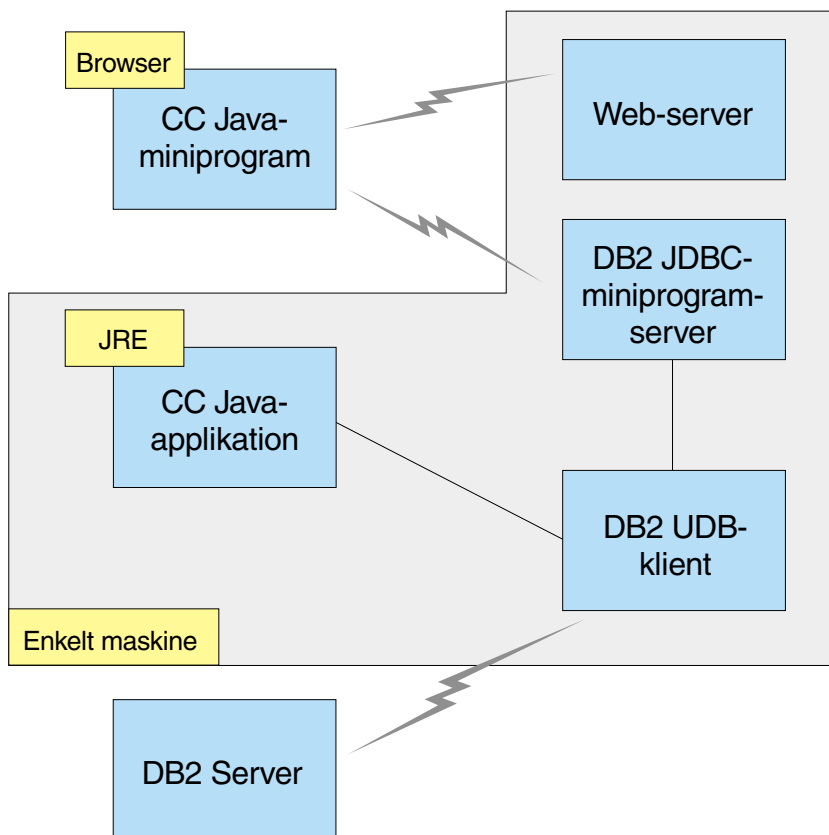 Browser
CC Java-
miniprogram
Web-server
DB2 JDBC-
miniprogram-
server
JRE
CC Java-
applikation
DB2 UDB-
klient
Enkelt maskine
DB2 Server